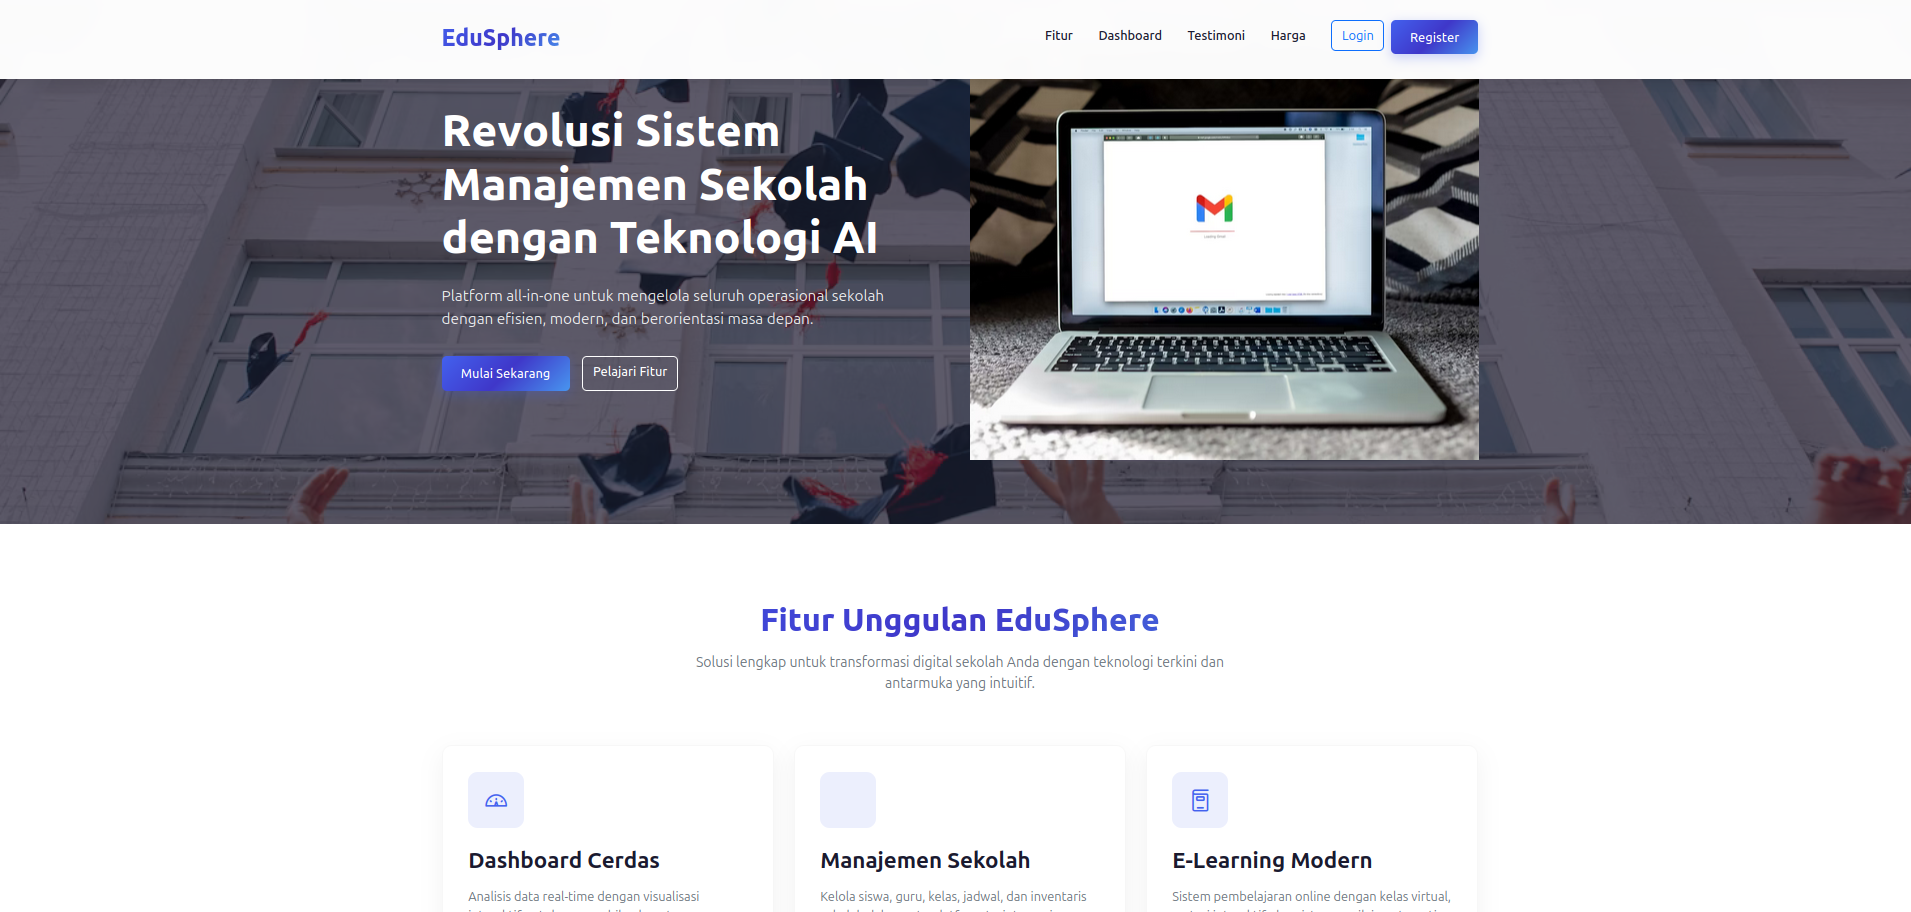 EduSphere
Fitur
Dashboard
Testimoni
Harga
Login
Register
Revolusi Sistem
Manajemen Sekolah
dengan Teknologi AI
Platform all-in-one untuk mengelola seluruh operasional sekolah
dengan efisien, modern, dan berorientasi masa depan.
Mulai Sekarang
Pelajari Fitur
Fitur Unggulan EduSphere
Solusi lengkap untuk transformasi digital sekolah Anda dengan teknologi terkini dan
antarmuka yang intuitif.
Dashboard Cerdas
Analisis data real-time dengan visualisasi
Manajemen Sekolah
Kelola siswa, guru, kelas, jadwal, dan inventaris
E-Learning Modern
Sistem pembelajaran online dengan kelas virtual,